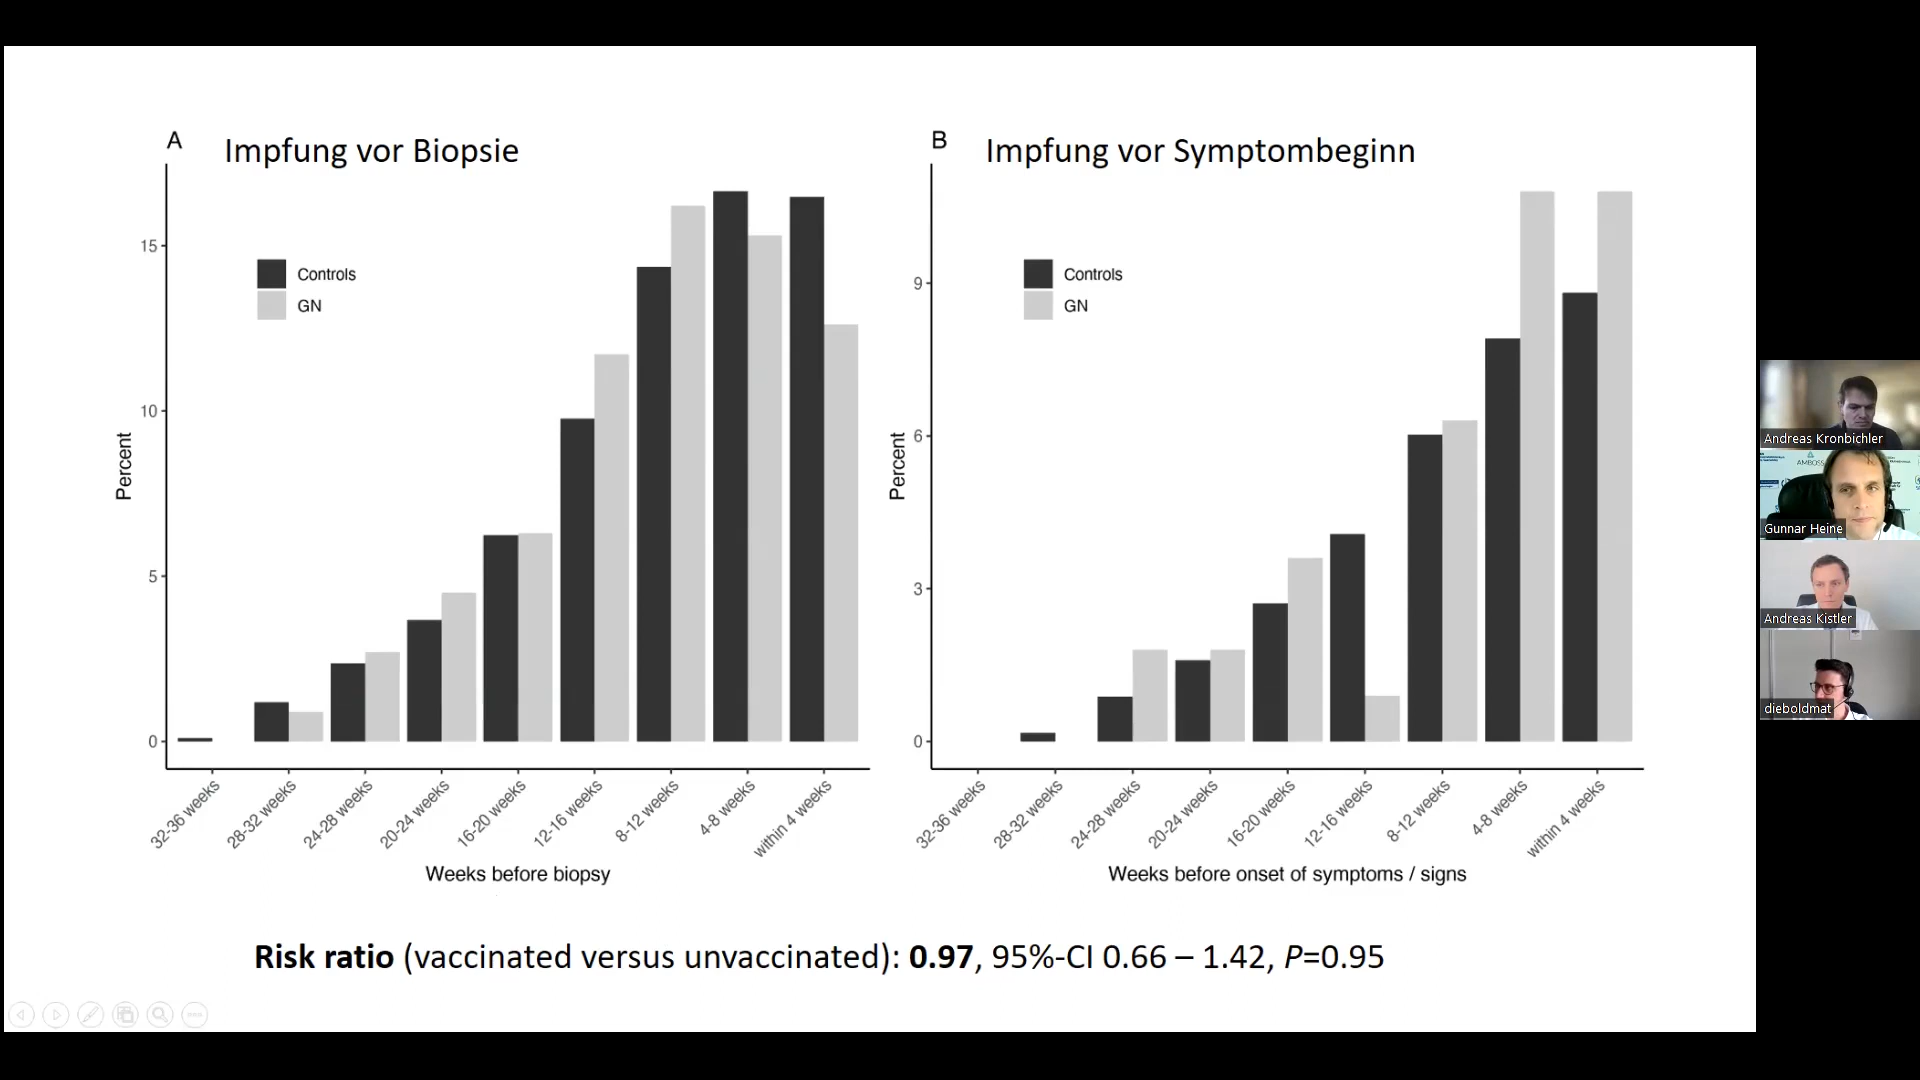 A
Impfung vor Biopsie
Controls
GN
15
10
5
0
Percent
32-36 weeks
28-32 weeks
24-28 weeks
20-24 weeks
16-20 weeks
12-16 weeks
8-12 weeks
4-8 weeks
within 4 weeks
Weeks before biopsy
B
Impfung vor Symptombeginn
Controls
GN
9
6
3
0
Percent
32-36 weeks
28-32 weeks
24-28 weeks
20-24 weeks
16-20 weeks
12-16 weeks
8-12 weeks
4-8 weeks
within 4 weeks
Weeks before onset of symptoms / signs
Risk ratio (vaccinated versus unvaccinated): 0.97, 95%-CI 0.66 – 1.42, P=0.95
Andreas Kronbichler
AMBOSS
Gunnar Heine
Andreas Kistler
dieboldmat